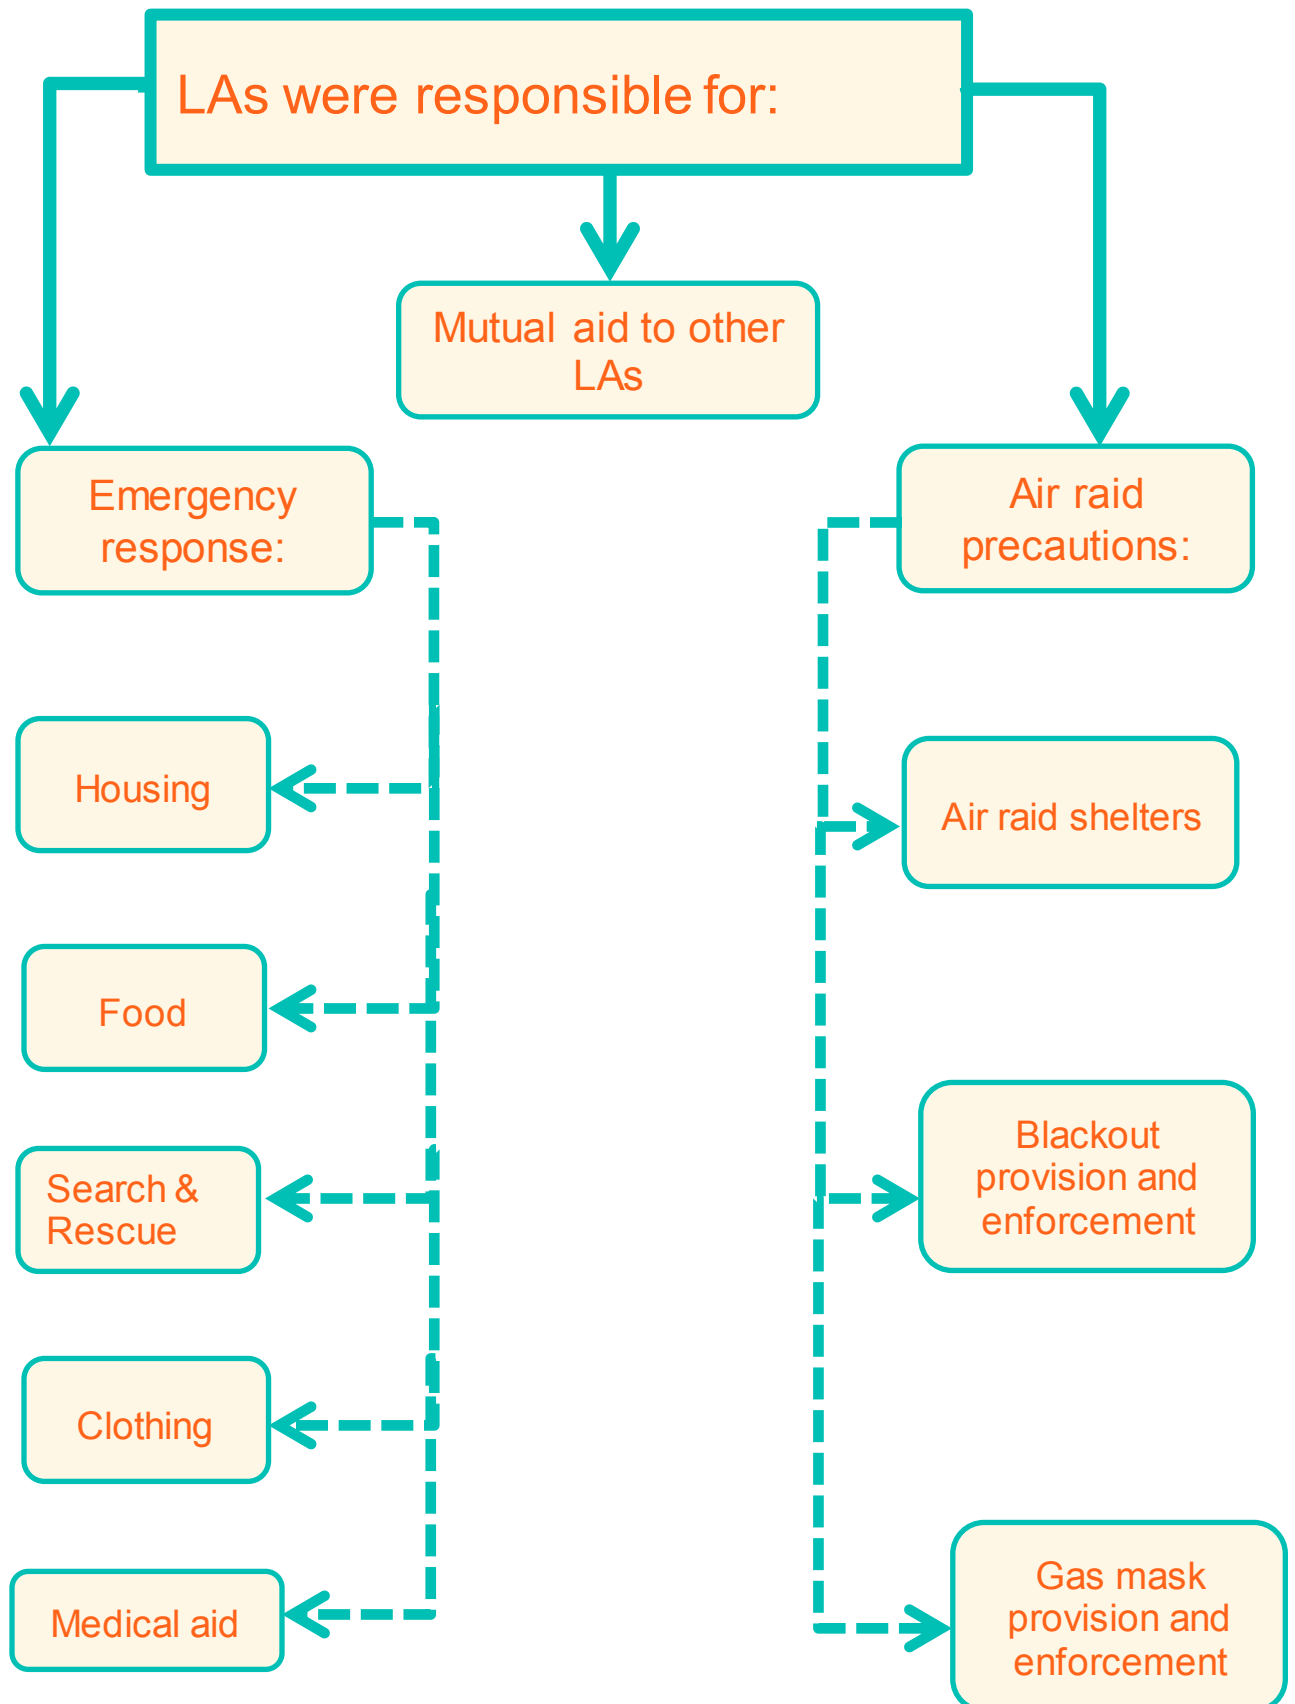 LAs were responsible for:
Mutual aid to other
LAs
Emergency
response:
Air raid
precautions:
Housing
Air raid shelters
Food
Blackout
provision and
enforcement
Search &
Rescue
Clothing
Gas mask
provision and
enforcement
Medical aid